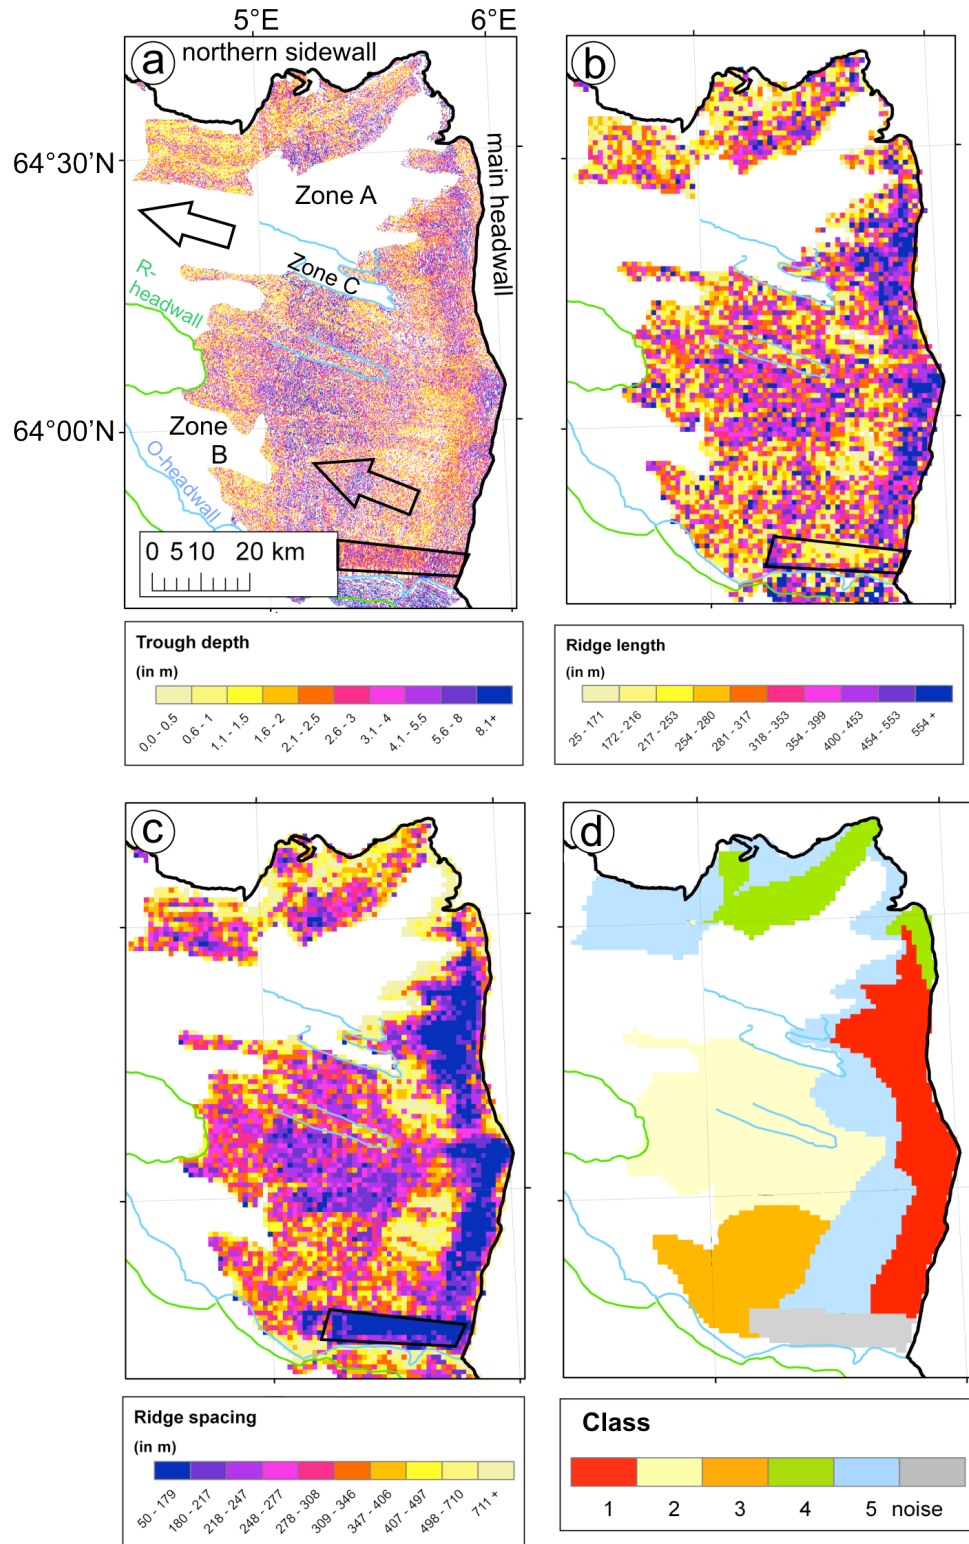 5°E
6°E
a
northern sidewall
b
64°30'N
main headwall
Zone A
Zone C
R-
headwall
64°00'N
Zone
B
O-headwall
0 5 10 20 km
Trough depth
(in m)
0.0 - 0.5
0.6 - 1
1.1 - 1.5
1.6 - 2
2.1 - 2.5
2.6 - 3
3.1 - 4
4.1 - 5.5
5.6 - 8
8.1+
Ridge length
(in m)
25 - 171
172 - 216
217 - 253
254 - 280
281 - 317
318 - 353
354 - 399
400 - 453
454 - 553
554 +
c
d
Ridge spacing
(in m)
50 - 179
180 - 217
218 - 247
248 - 277
278 - 308
309 - 346
347 - 406
407 - 497
498 - 710
711 +
Class
1 2 3 4 5 noise